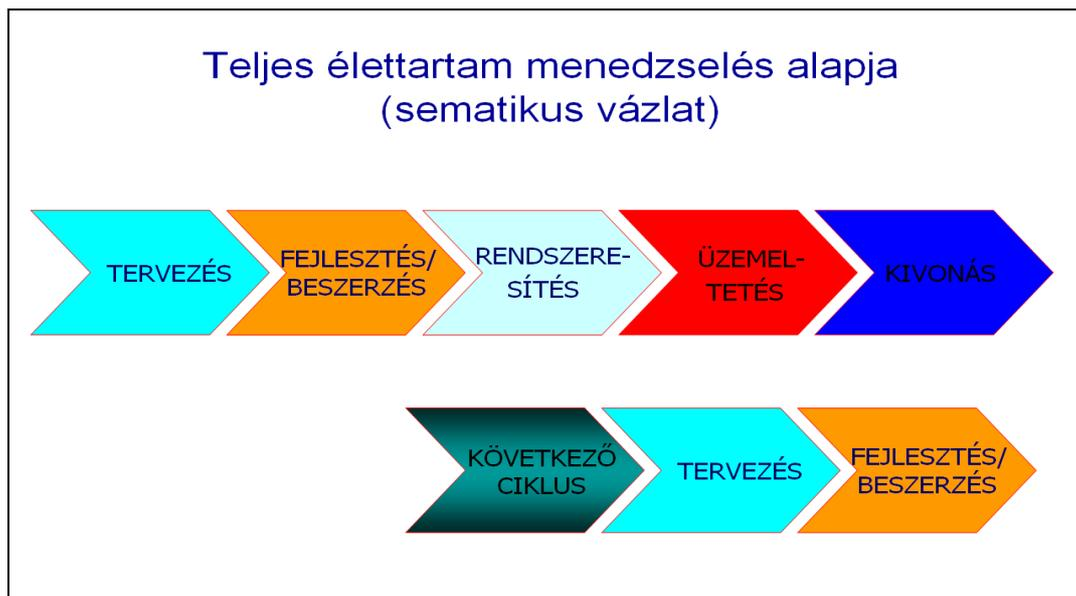 Teljes élettartam menedzselés alapja
(sematikus vázlat)
TERVEZÉS
FEJLESZTÉS/
BESZERZÉS
RENDSZERE-
SÍTÉS
ÜZEMEL-
TETÉS
KIVONÁS
KÖVETKEZŐ
CIKLUS
TERVEZÉS
FEJLESZTÉS/
BESZERZÉS